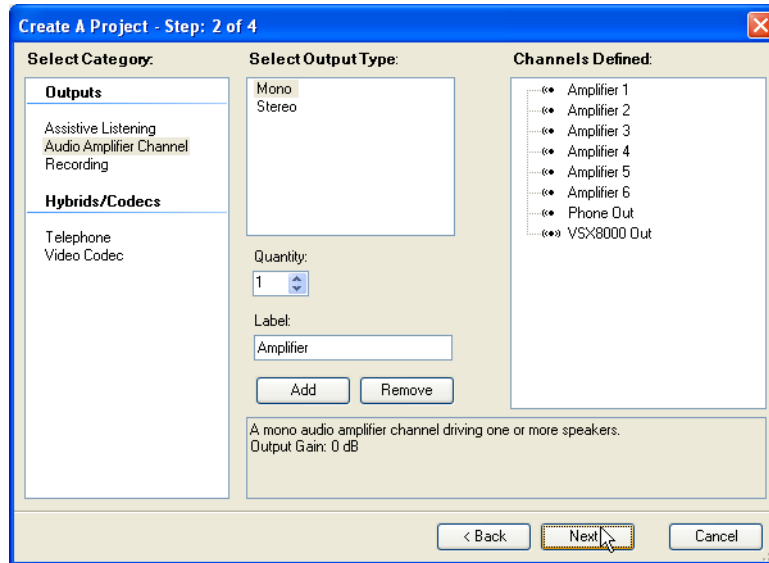 Create A Project - Step: 2 of 4
Select Category:
Outputs
Assistive Listening
Audio Amplifier Channel
Recording
Hybrids/Codecs
Telephone
Video Codec
Select Output Type:
Mono
Stereo
Quantity:
1
Label:
Amplifier
Add
Remove
Channels Defined:
Amplifier 1
Amplifier 2
Amplifier 3
Amplifier 4
Amplifier 5
Amplifier 6
Phone Out
VSX8000 Out
A mono audio amplifier channel driving one or more speakers.
Output Gain: 0 dB
< Back
Next
Cancel